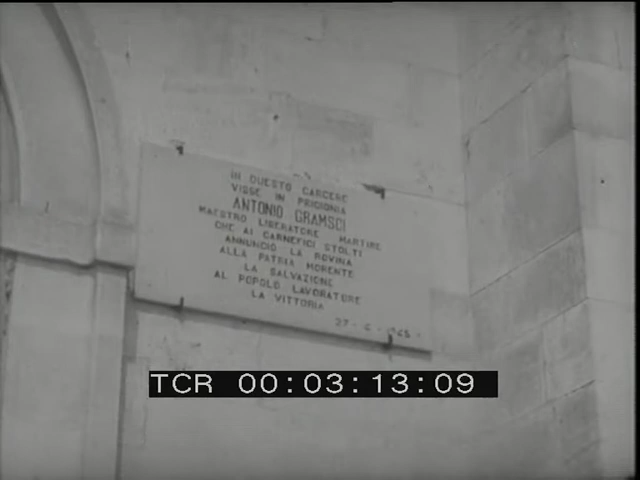 IN QUESTO CARCERE
VISSE IN PRIGIONIA
ANTONIO GRAMSCI
MAESTRO LIBERATORE MARTIRE
CHE AI CARNEFICI STOLTI
ANNUNCIÒ LA ROVINA
ALLA PATRIA MORENTE
LA SALVAZIONE
AL POPOLO LAVORATORE
LA VITTORIA
TCR 00:03:13:09